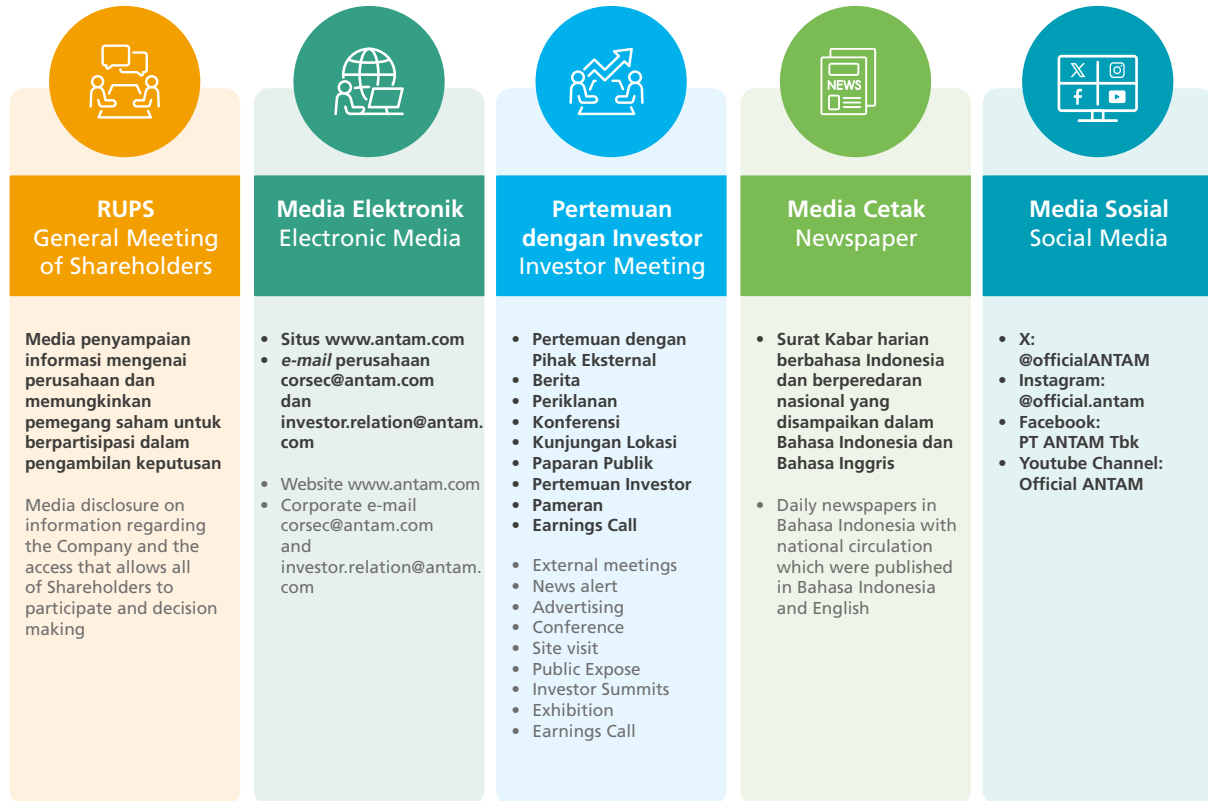 RUPS
General Meeting
of Shareholders
Media penyampaian
informasi mengenai
perusahaan dan
memungkinkan
pemegang saham untuk
berpartisipasi dalam
pengambilan keputusan
Media disclosure on
information regarding
the Company and the
access that allows all
of Shareholders to
participate and decision
making
Media Elektronik
Electronic Media
• Situs www.antam.com
• e-mail perusahaan
corsec@antam.com
dan
investor.relation@antam.
com
• Website www.antam.com
• Corporate e-mail
corsec@antam.com
and
investor.relation@antam.
com
Pertemuan
dengan Investor
Investor Meeting
• Pertemuan dengan
Pihak Eksternal
• Berita
• Periklanan
• Konferensi
• Kunjungan Lokasi
• Paparan Publik
• Pertemuan Investor
• Pameran
• Earnings Call
• External meetings
• News alert
• Advertising
• Conference
• Site visit
• Public Expose
• Investor Summits
• Exhibition
• Earnings Call
NEWS
Media Cetak
Newspaper
• Surat Kabar harian
berbahasa Indonesia
dan berperedaran
nasional yang
disampaikan dalam
Bahasa Indonesia dan
Bahasa Inggris
• Daily newspapers in
Bahasa Indonesia with
national circulation
which were published
in Bahasa Indonesia
and English
Media Sosial
Social Media
• X:
@officialANTAM
• Instagram:
@official.antam
• Facebook:
PT ANTAM Tbk
• Youtube Channel:
Official ANTAM